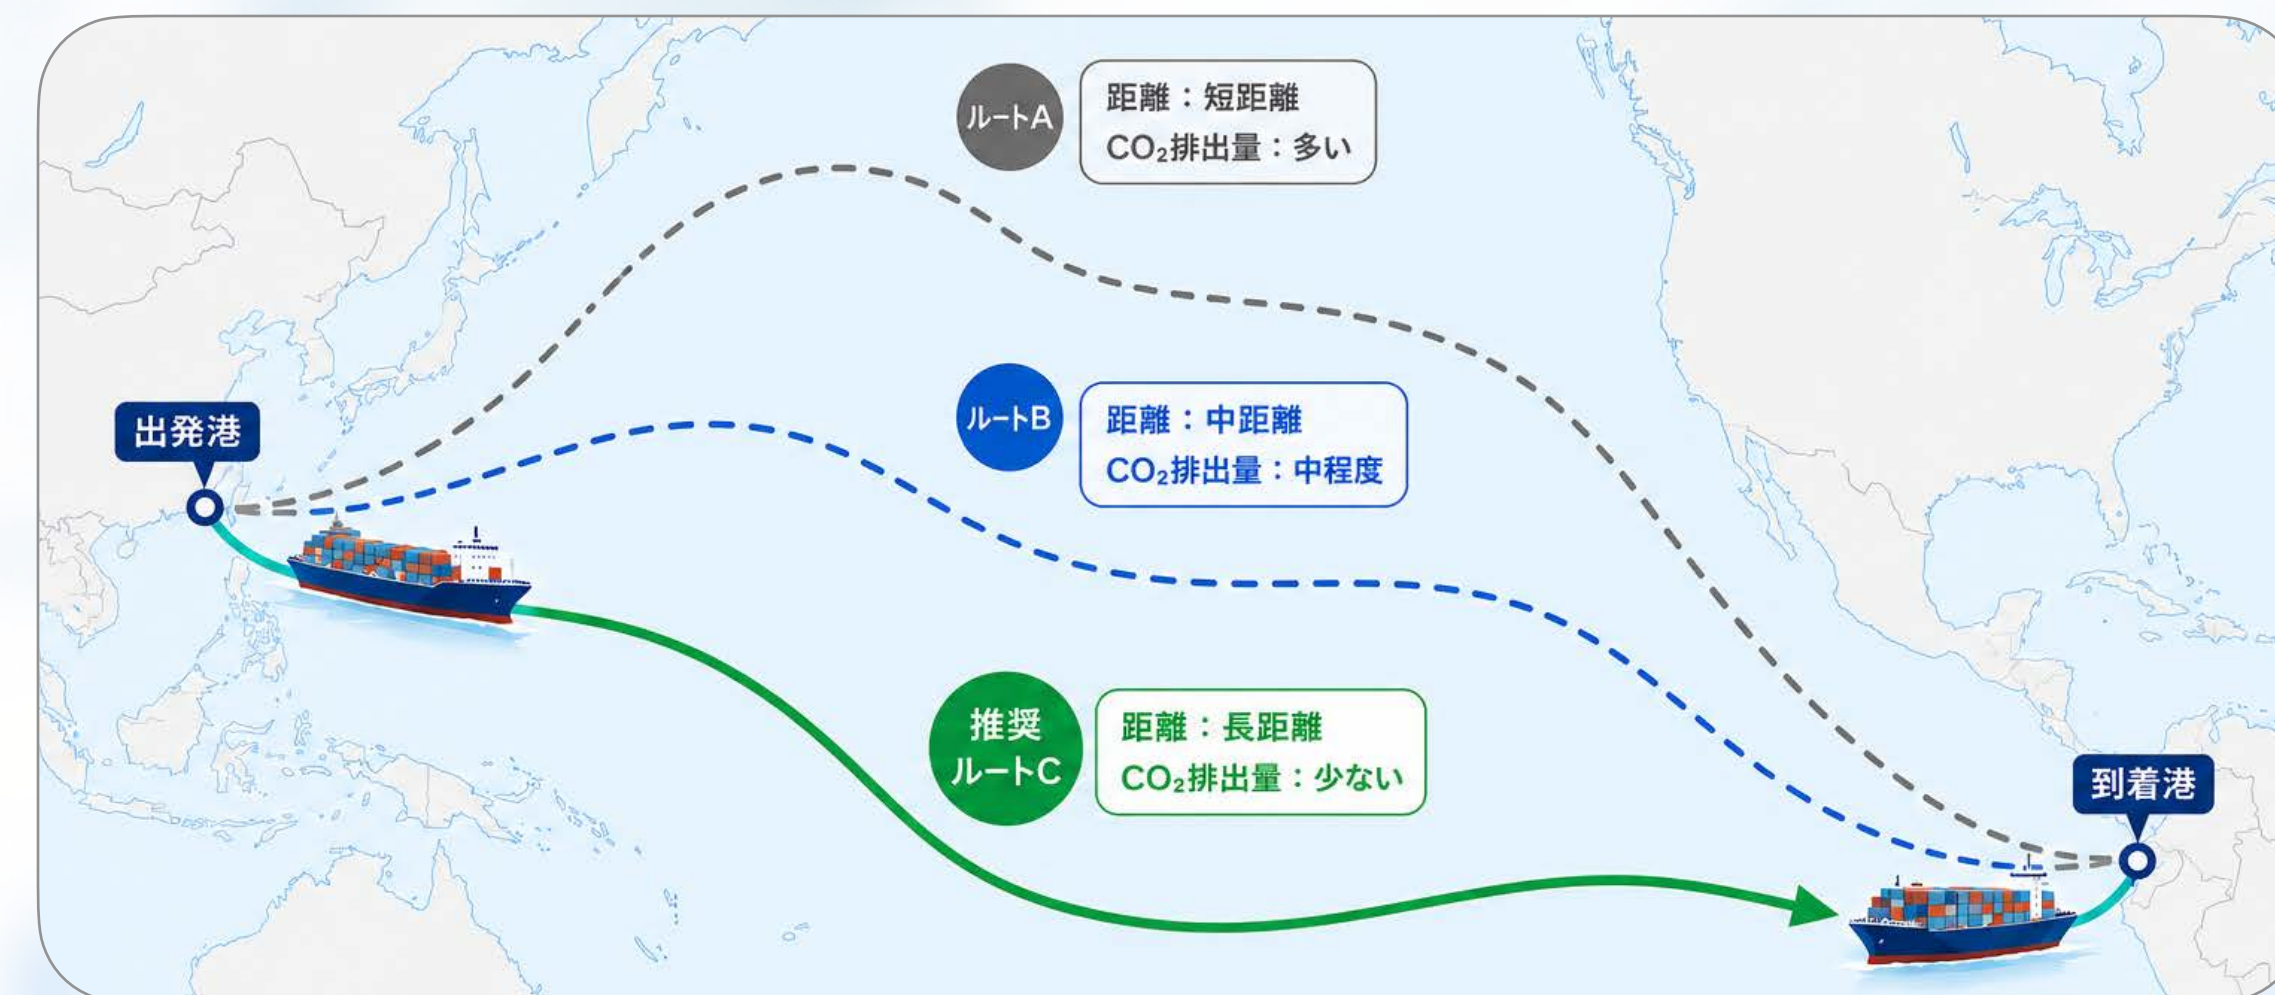 ルートA
距離：短距離
CO₂排出量：多い
ルートB
距離：中距離
CO₂排出量：中程度
出発港
推奨
ルートC
距離：長距離
CO₂排出量：少ない
到着港